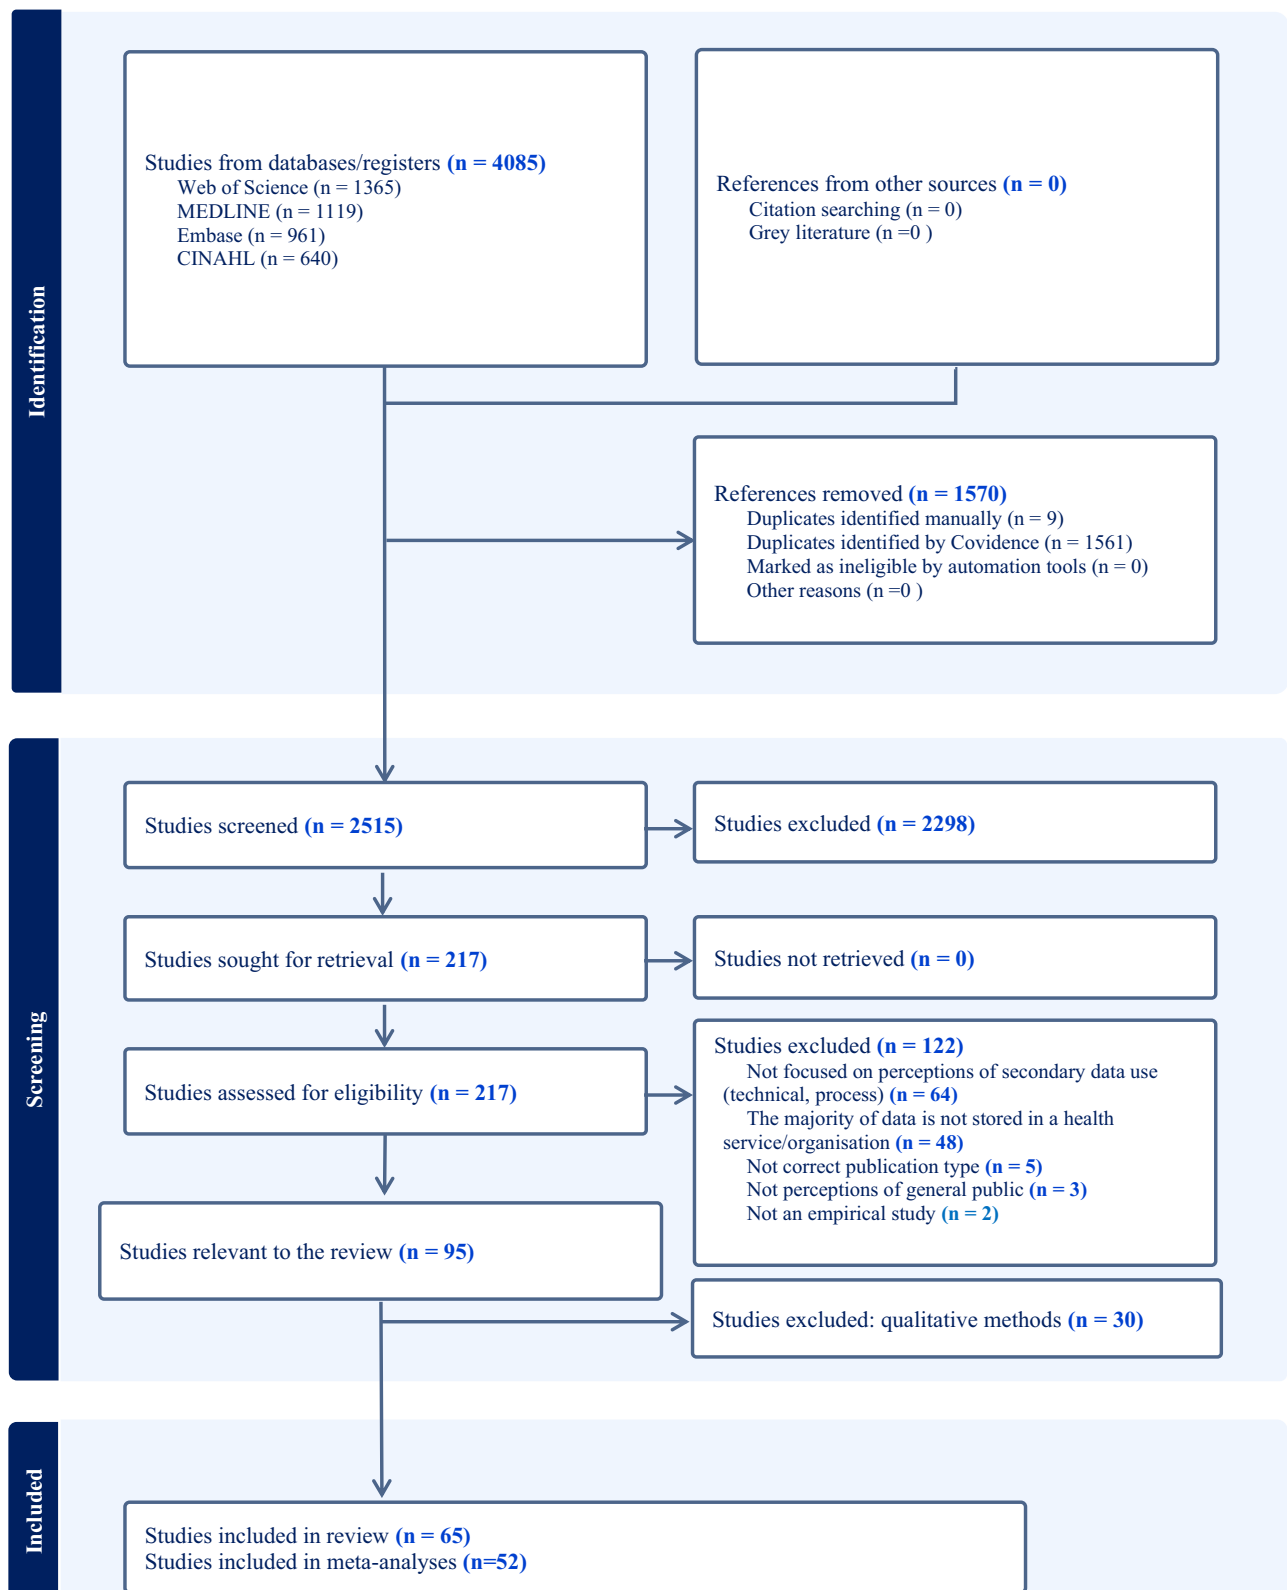 Identification
Studies from databases/registers (n = 4085)
Web of Science (n = 1365)
MEDLINE (n = 1119)
Embase (n = 961)
CINAHL (n = 640)
References from other sources (n = 0)
Citation searching (n = 0)
Grey literature (n =0 )
References removed (n = 1570)
Duplicates identified manually (n = 9)
Duplicates identified by Covidence (n = 1561)
Marked as ineligible by automation tools (n = 0)
Other reasons (n =0 )
Screening
Studies screened (n = 2515)
Studies excluded (n = 2298)
Studies sought for retrieval (n = 217)
Studies not retrieved (n = 0)
Studies assessed for eligibility (n = 217)
Studies excluded (n = 122)
Not focused on perceptions of secondary data use
(technical, process) (n = 64)
The majority of data is not stored in a health
service/organisation (n = 48)
Not correct publication type (n = 5)
Not perceptions of general public (n = 3)
Not an empirical study (n = 2)
Studies relevant to the review (n = 95)
Studies excluded: qualitative methods (n = 30)
Included
Studies included in review (n = 65)
Studies included in meta-analyses (n=52)